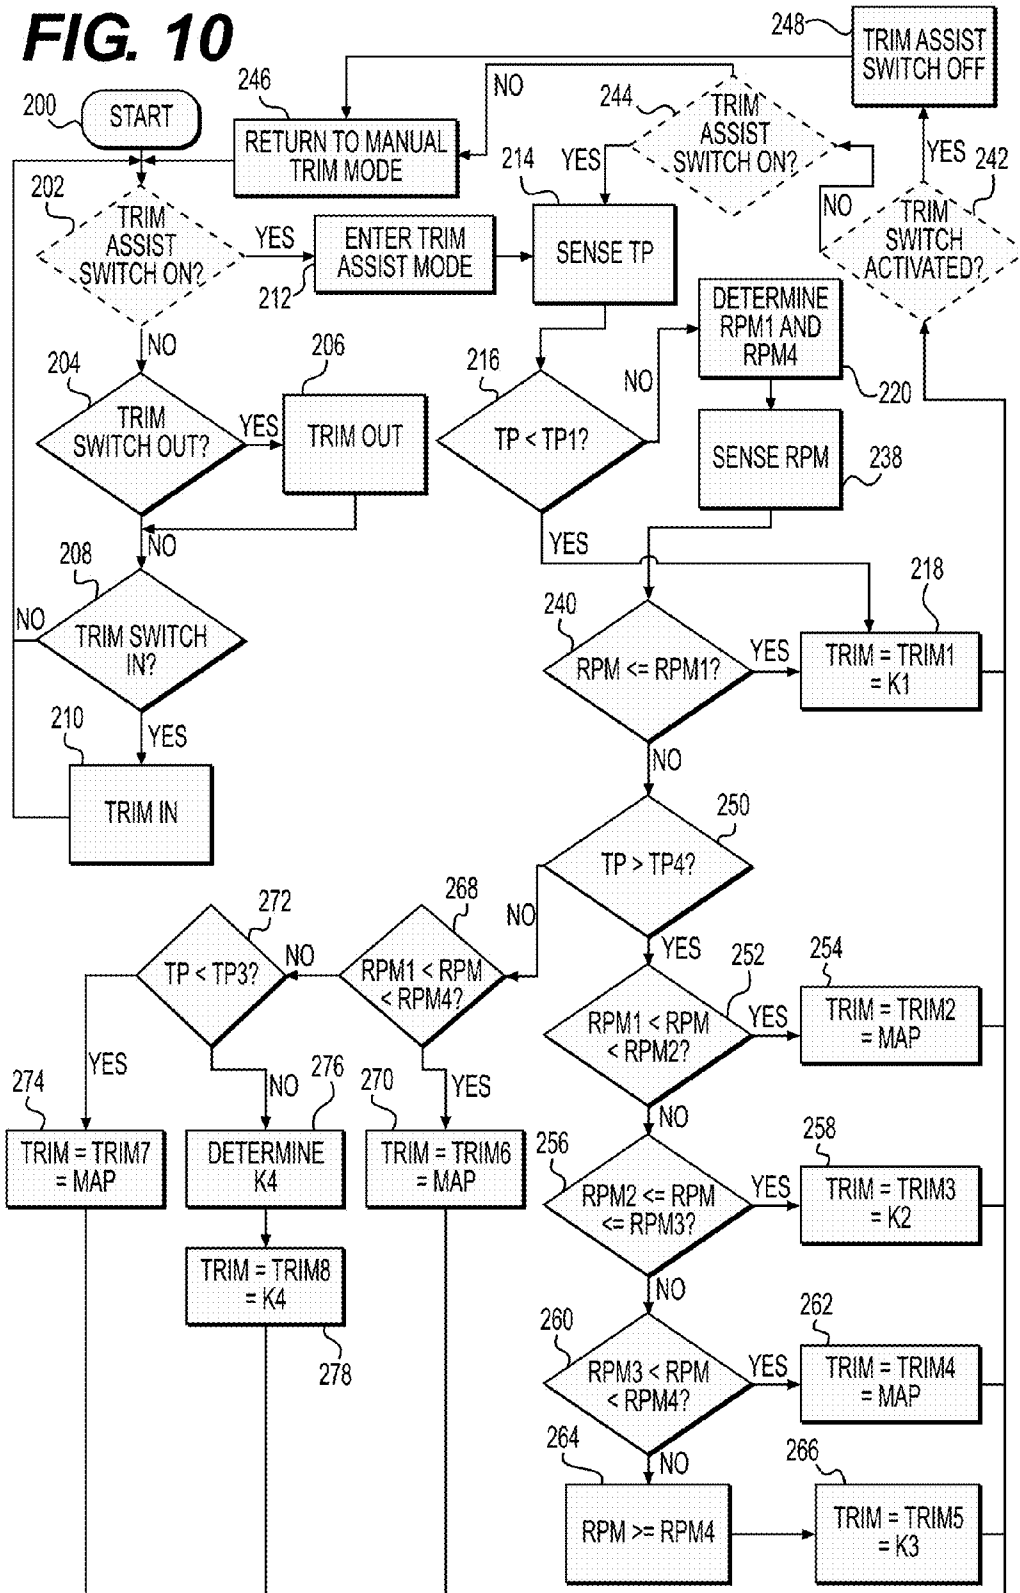 FIG. 10
248
TRIM ASSIST
SWITCH OFF
200
START
246
RETURN TO MANUAL
TRIM MODE
NO
244
TRIM
ASSIST
SWITCH ON?
YES
214
YES
242
NO
TRIM
SWITCH
ACTIVATED?
202
TRIM
ASSIST
SWITCH ON?
YES
212
ENTER TRIM
ASSIST MODE
SENSE TP
DETERMINE
RPM1 AND
RPM4
220
NO
204
TRIM
SWITCH OUT?
YES
206
TRIM OUT
216
TP < TP1?
NO
SENSE RPM
238
NO
YES
208
TRIM SWITCH
IN?
NO
240
RPM <= RPM1?
YES
218
TRIM = TRIM1
= K1
YES
210
TRIM IN
NO
250
TP > TP4?
NO
YES
272
TP < TP3?
NO
268
RPM1 < RPM
< RPM4?
252
RPM1 < RPM
< RPM2?
YES
254
TRIM = TRIM2
= MAP
YES
NO
YES
NO
274
TRIM = TRIM7
= MAP
276
DETERMINE
K4
270
TRIM = TRIM6
= MAP
256
RPM2 <= RPM
<= RPM3?
YES
258
TRIM = TRIM3
= K2
TRIM = TRIM8
= K4
278
NO
260
RPM3 < RPM
< RPM4?
YES
262
TRIM = TRIM4
= MAP
NO
264
RPM >= RPM4
266
TRIM = TRIM5
= K3